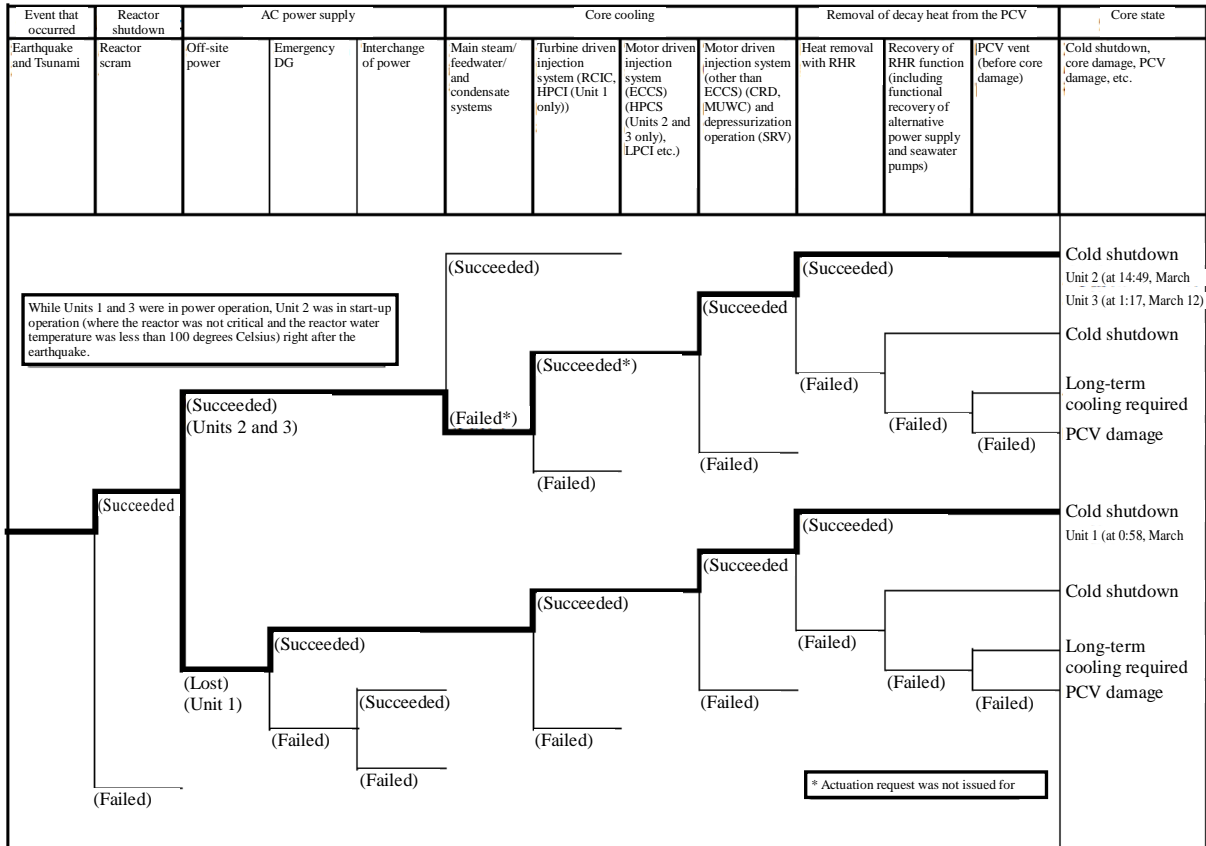 Event that
occurred
Reactor
shutdown
AC power supply
Core cooling
Removal of decay heat from the PCV
Core state
Earthquake
and Tsunami
Reactor
scram
Off-site
power
Emergency
DG
Interchange
of power
Main steam/
feedwater/
and
condensate
systems
Turbine driven
injection
system (RCIC,
HPCI (Unit 1
only))
Motor driven
injection
system
(ECCS)
(HPCS
(Units 2 and
3 only),
LPCI etc.)
Motor driven
injection system
(other than
ECCS) (CRD,
MUWC) and
depressurization
operation (SRV)
Heat removal
with RHR
Recovery of
RHR function
(including
functional
recovery of
alternative
power supply
and seawater
pumps)
PCV vent
(before core
damage)
Cold shutdown,
core damage, PCV
damage, etc.
While Units 1 and 3 were in power operation, Unit 2 was in start-up
operation (where the reactor was not critical and the reactor water
temperature was less than 100 degrees Celsius) right after the
earthquake.
(Succeeded)
(Succeeded)
Cold shutdown
Unit 2 (at 14:49, March
Unit 3 (at 1:17, March 12)
(Succeeded
Cold shutdown
(Succeeded*)
(Failed)
Long-term
cooling required
(Succeeded)
(Units 2 and 3)
(Failed*)
(Failed)
(Failed)
PCV damage
(Failed)
(Failed)
(Succeeded
Cold shutdown
(Succeeded)
Unit 1 (at 0:58, March
(Succeeded
Cold shutdown
(Succeeded)
(Succeeded)
(Failed)
Long-term
cooling required
(Lost)
(Unit 1)
(Succeeded)
(Failed)
(Failed)
(Failed)
PCV damage
(Failed)
(Failed)
(Failed)
(Failed)
* Actuation request was not issued for